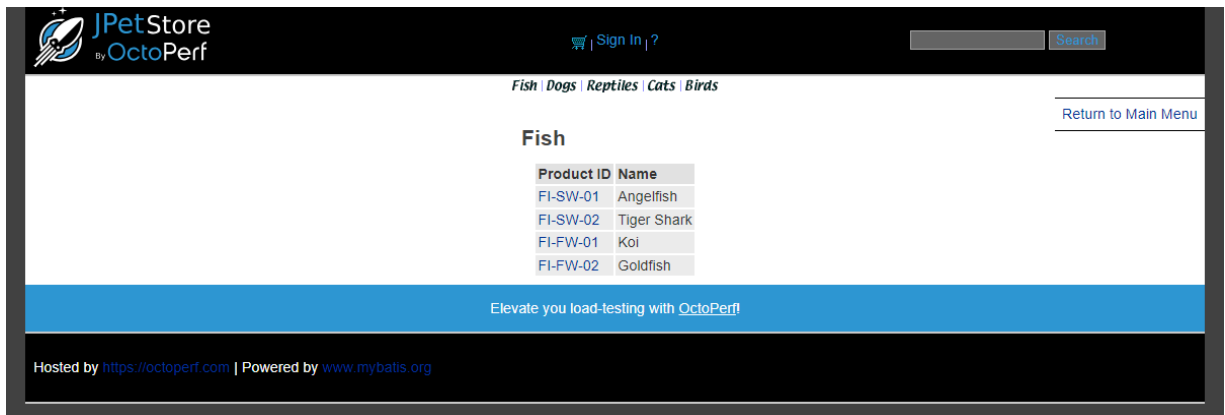 JPetStore
By OctoPerf
| Sign In | ?
Search
Fish | Dogs | Reptiles | Cats | Birds
Return to Main Menu
Fish
Product ID Name
FI-SW-01 Angelfish
FI-SW-02 Tiger Shark
FI-FW-01 Koi
FI-FW-02 Goldfish
Elevate you load-testing with OctoPerf!
Hosted by https://octoperf.com | Powered by www.mybatis.org